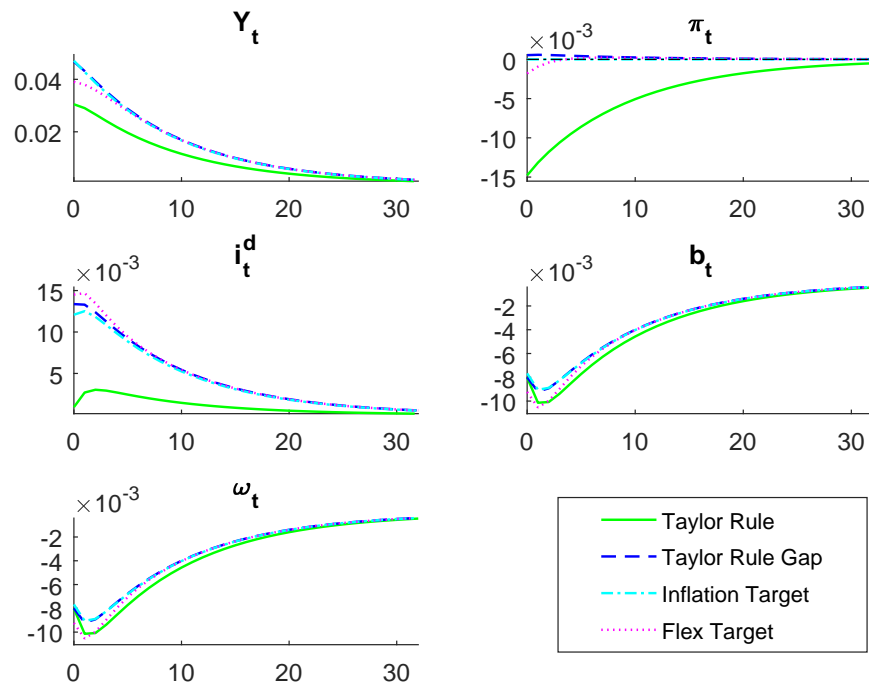 Y_t
0.04
0.02
0 10 20 30
π_t
×10^-3
0
-5
-10
-15
0 10 20 30
i_t^d
×10^-3
15
10
5
0 10 20 30
b_t
×10^-3
-2
-4
-6
-8
-10
0 10 20 30
ω_t
×10^-3
-2
-4
-6
-8
-10
0 10 20 30
Taylor Rule
Taylor Rule Gap
Inflation Target
Flex Target